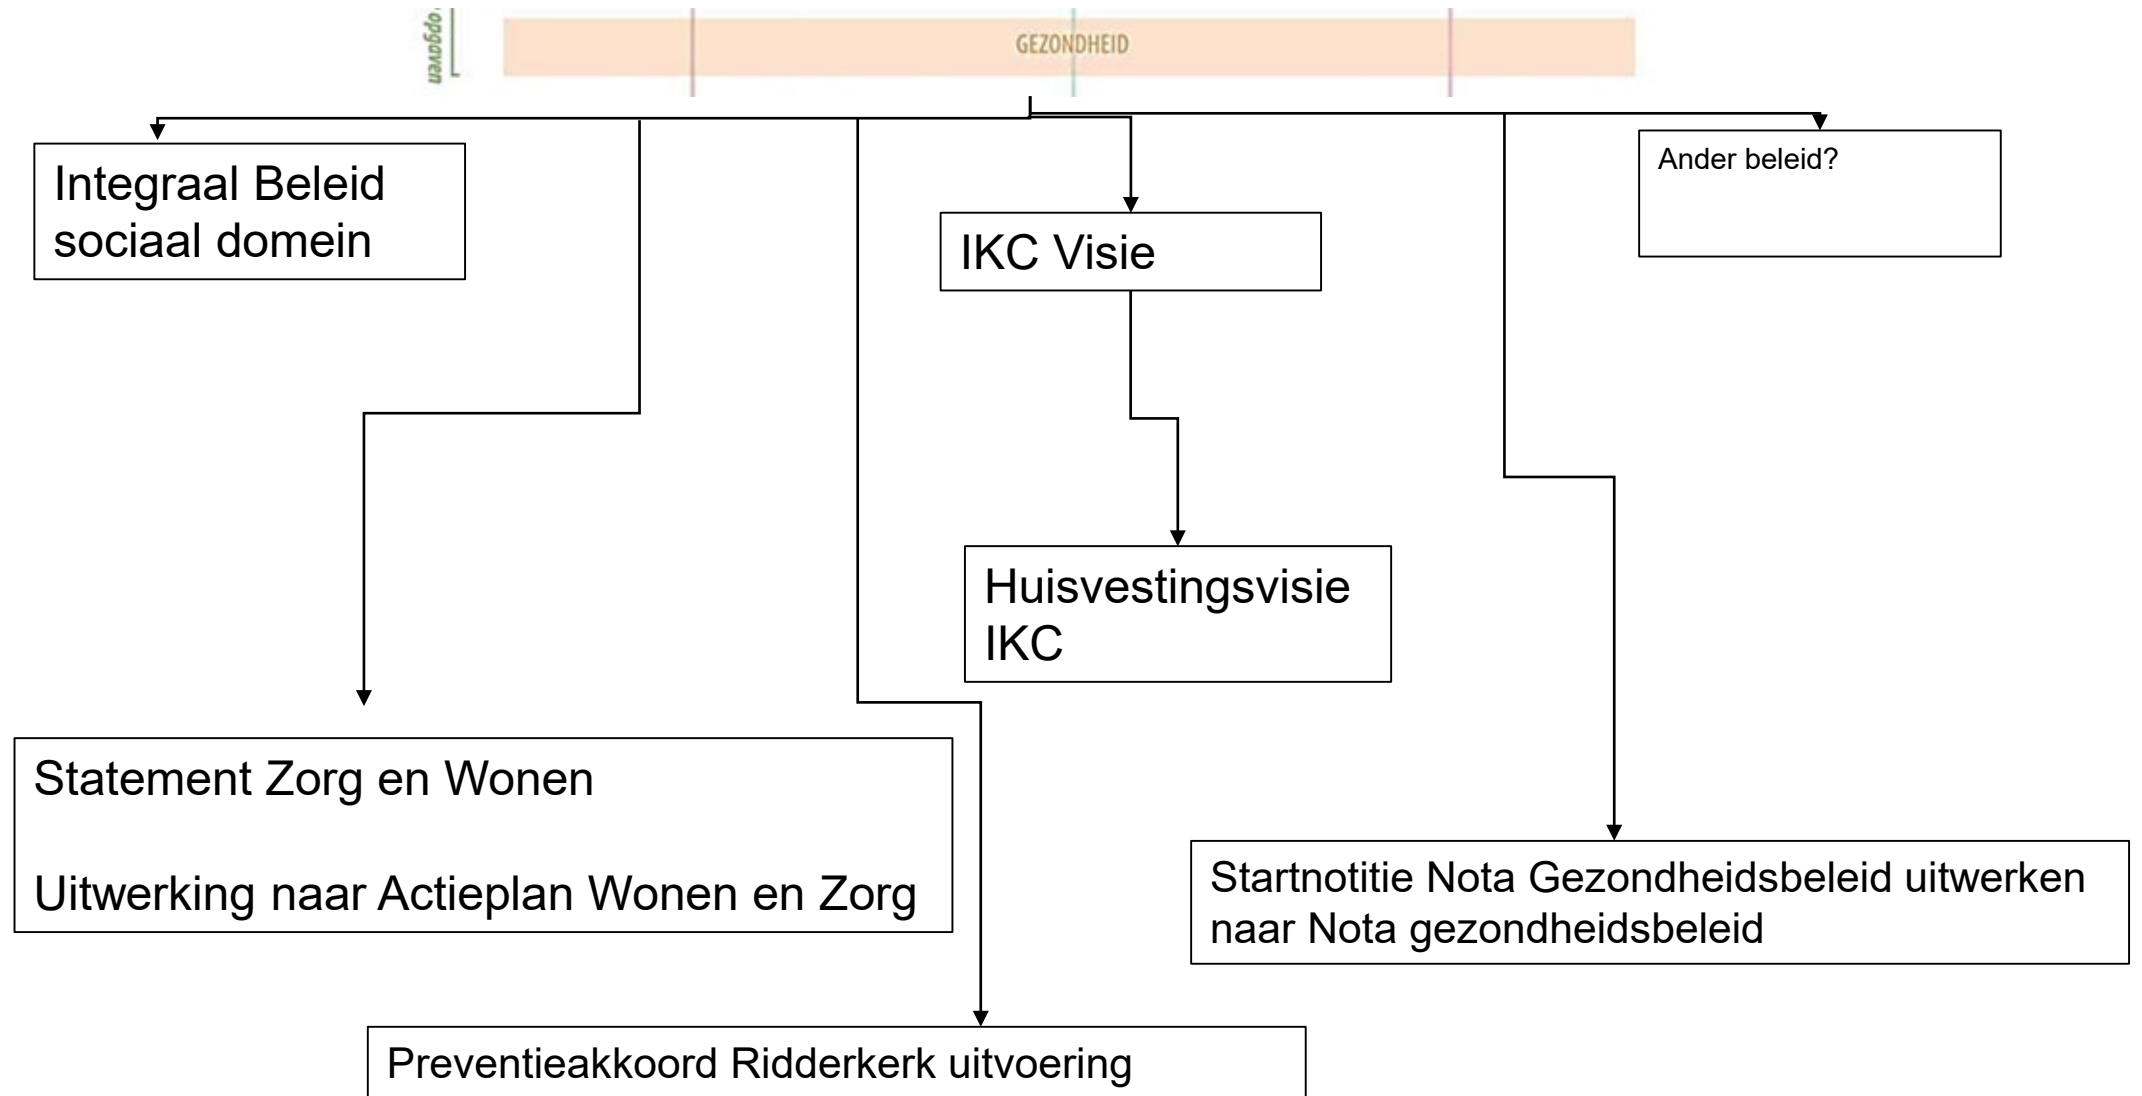 opgaven
GEZONDHEID
Integraal Beleid
sociaal domein
Ander beleid?
IKC Visie
Huisvestingsvisie
IKC
Statement Zorg en Wonen
Uitwerking naar Actieplan Wonen en Zorg
Startnotitie Nota Gezondheidsbeleid uitwerken
naar Nota gezondheidsbeleid
Preventieakkoord Ridderkerk uitvoering